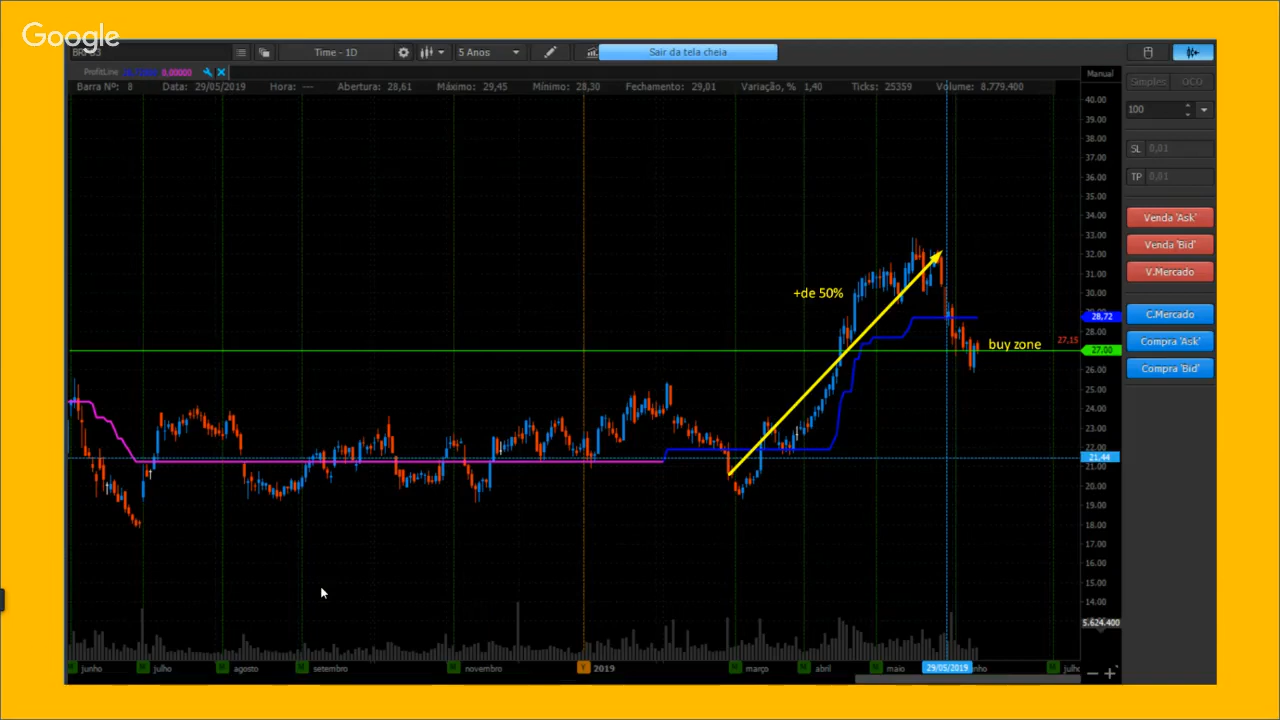 Google
Time - 1D
5 Anos
Sair da tela cheia
ProfitLine 0,00000
Barra Nº: 8 Data: 29/05/2019 Hora: --- Abertura: 28,61 Máximo: 29,45 Mínimo: 28,30 Fechamento: 29,01 Variação, % 1,40 Ticks: 25359 Volume: 8.779.400
Manual
40.00
39.00
38.00
37.00
36.00
35.00
34.00
33.00
32.00
31.00
30.00
28,72
28.00
27,15
27.00
26.00
25.00
24.00
23.00
22.00
21,44
21.00
20.00
19.00
18.00
17.00
16.00
15.00
14.00
5.624.400
+de 50%
buy zone
junho julho agosto setembro novembro 2019 março abril maio 29/05/2019 nho julh
Simples OCO
100
SL 0,01
TP 0,01
Venda 'Ask'
Venda 'Bid'
V.Mercado
C.Mercado
Compra 'Ask'
Compra 'Bid'